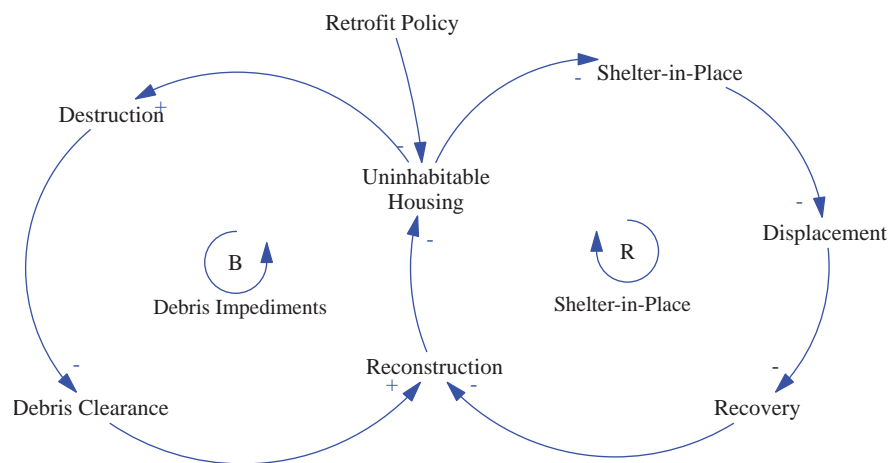 Retrofit Policy
- Shelter-in-Place
Destruction +
-
Uninhabitable
Housing
-
-
Displacement
B
R
Debris Impediments
Shelter-in-Place
-
Reconstruction
-
+
-
Debris Clearance
Recovery